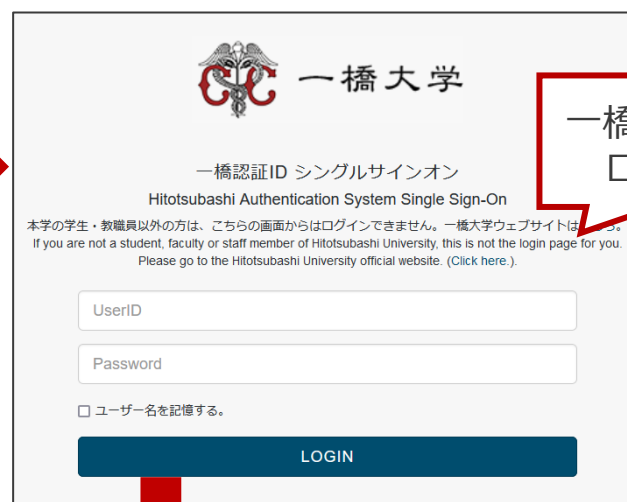 一橋大学
一橋
ロ
一橋認証ID シングルサインオン
Hitotsubashi Authentication System Single Sign-On
本学の学生・教職員以外の方は、こちらの画面からはログインできません。一橋大学ウェブサイトは
If you are not a student, faculty or staff member of Hitotsubashi University, this is not the login page for you.
Please go to the Hitotsubashi University official website. (Click here.).
UserID
Password
ユーザー名を記憶する。
LOGIN